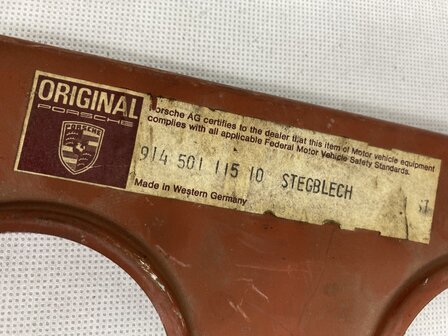 ORIGINAL
PORSCHE
PORSCHE
Porsche AG certifies to the dealer that this item of Motor vehicle equipment
complies with all applicable Federal Motor Vehicle Safety Standards.
914 501 115 10 STEGBLECH
Made in Western Germany